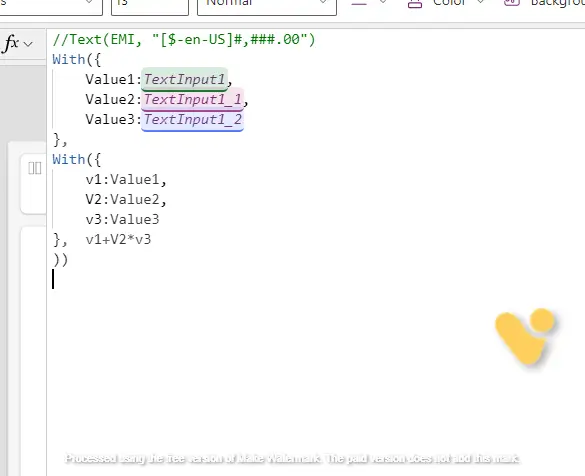 13
Normal
Color
Backgrou
fx
//Text(EMI, "[$-en-US]#,###.00")
With({
Value1:TextInput1,
Value2:TextInput1_1,
Value3:TextInput1_2
},
With({
v1:Value1,
V2:Value2,
v3:Value3
}, v1+V2*v3
))
Processed using the free version of Make Watermark. The paid version does not add this mark.